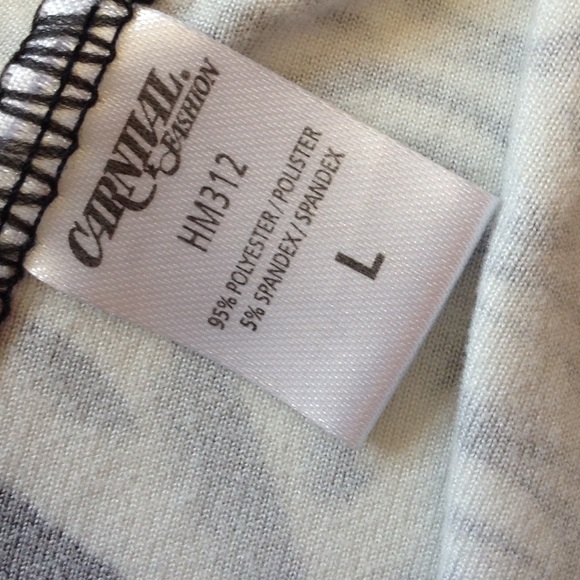 CARNIVAL®
FASHION
HM312
95% POLYESTER / POLISTER
5% SPANDEX / SPANDEX
L